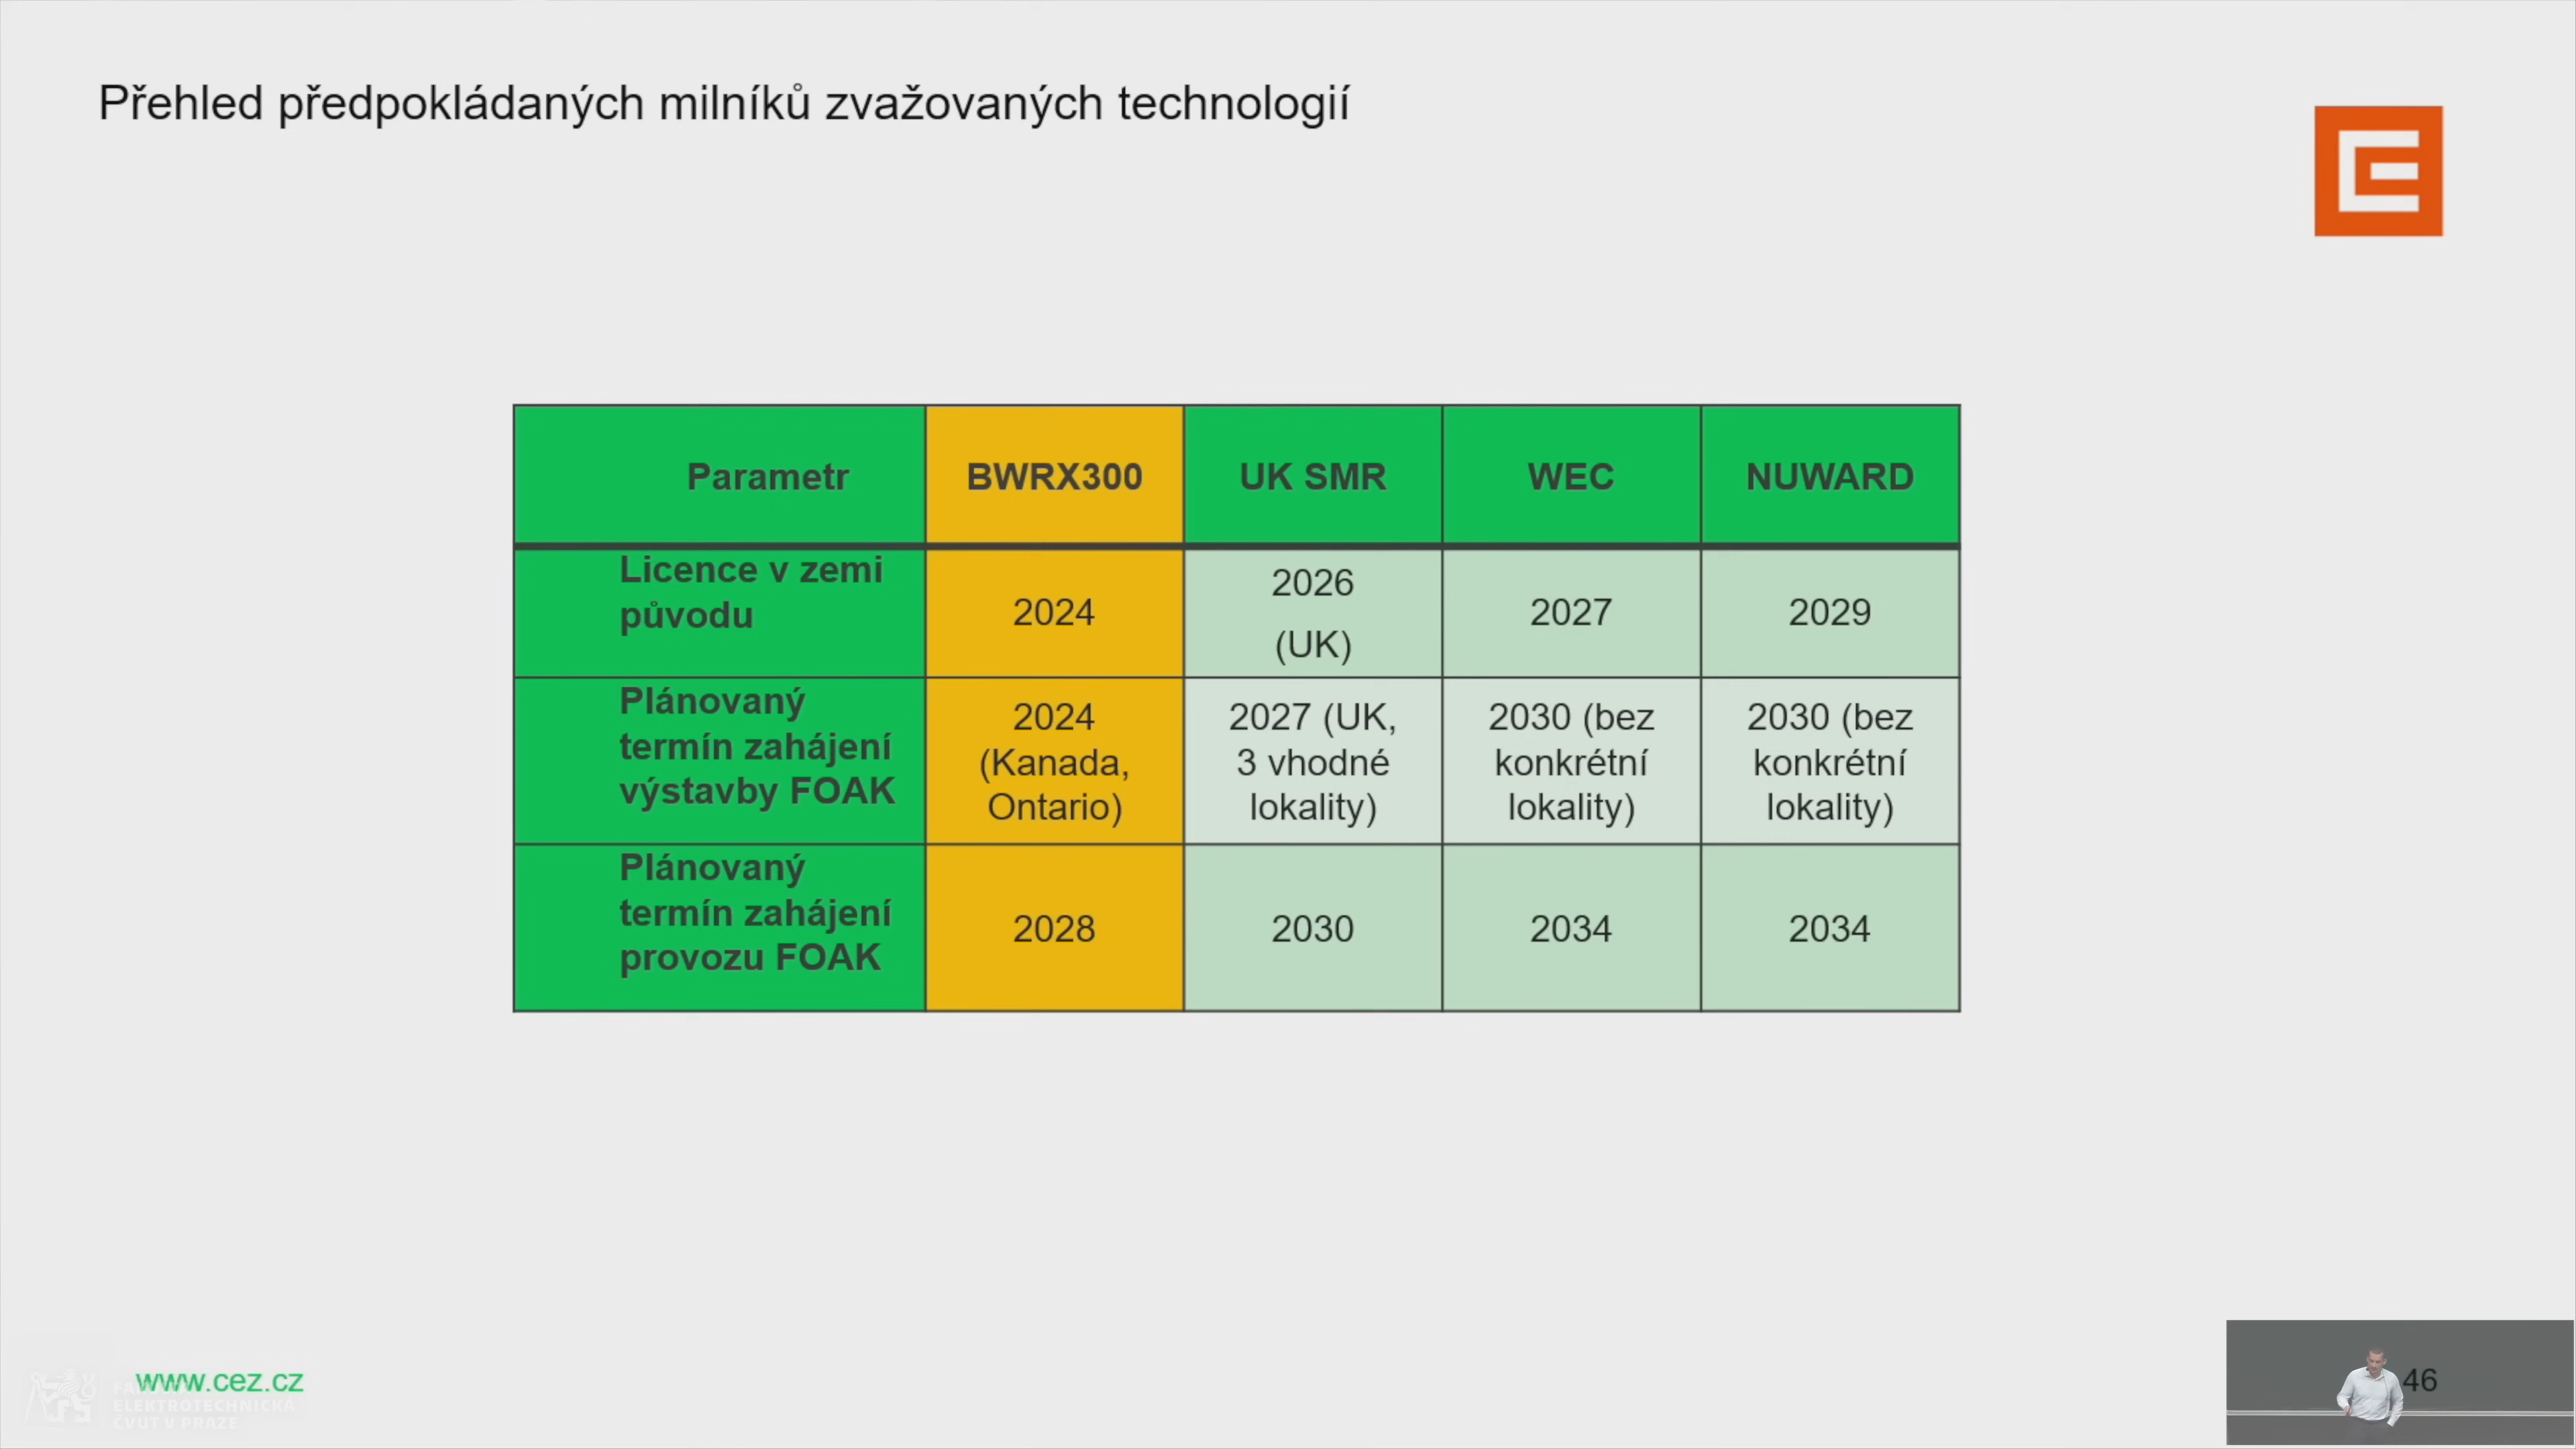 Přehled předpokládaných milníků zvažovaných technologií
Parametr BWRX300 UK SMR WEC NUWARD
Licence v zemi
původu
2024
2026
(UK)
2027
2029
Plánovaný
termín zahájení
výstavby FOAK
2024
(Kanada,
Ontario)
2027 (UK,
3 vhodné
lokality)
2030 (bez
konkrétní
lokality)
2030 (bez
konkrétní
lokality)
Plánovaný
termín zahájení
provozu FOAK
2028
2030
2034
2034
www.cez.cz
FAKULTA
ELEKTROTECHNICKÁ
ČVUT V PRAZE
46